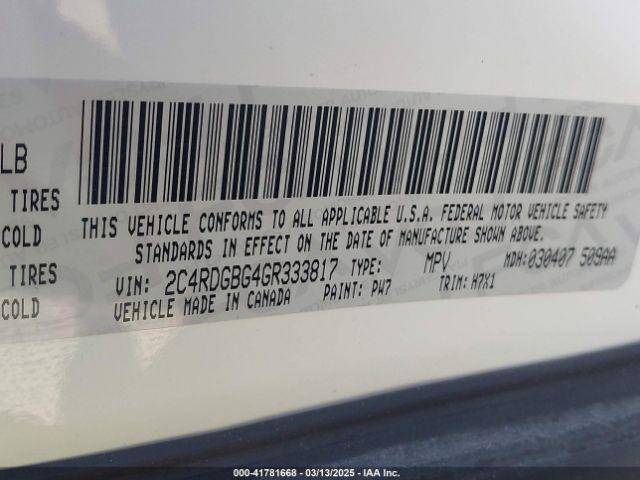 LB
TIRES
COLD
TIRES
COLD
THIS VEHICLE CONFORMS TO ALL APPLICABLE U.S.A. FEDERAL MOTOR VEHICLE SAFETY
STANDARDS IN EFFECT ON THE DATE OF MANUFACTURE SHOWN ABOVE.
VIN: 2C4RDGBG4GR333817 TYPE: MPV MDH:030407 509AA
VEHICLE MADE IN CANADA PAINT: PW7 TRIM: H7X1
000-41781668 - 03/13/2025 - IAA Inc.